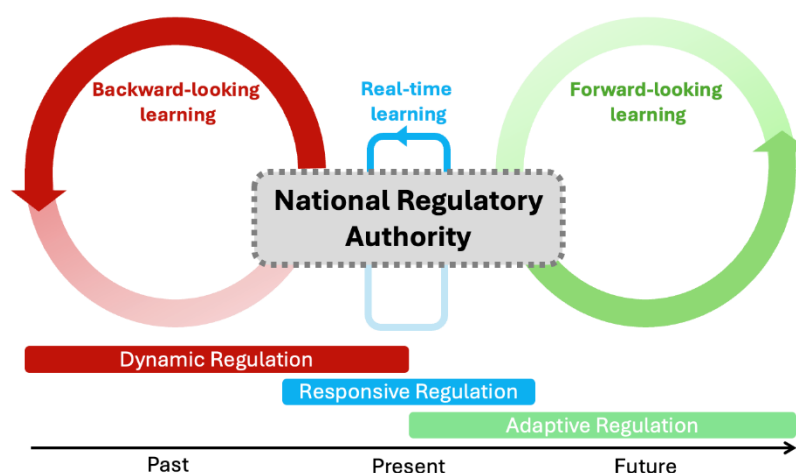 Backward-looking
learning
Real-time
learning
Forward-looking
learning
National Regulatory
Authority
Dynamic Regulation
Responsive Regulation
Adaptive Regulation
Past
Present
Future